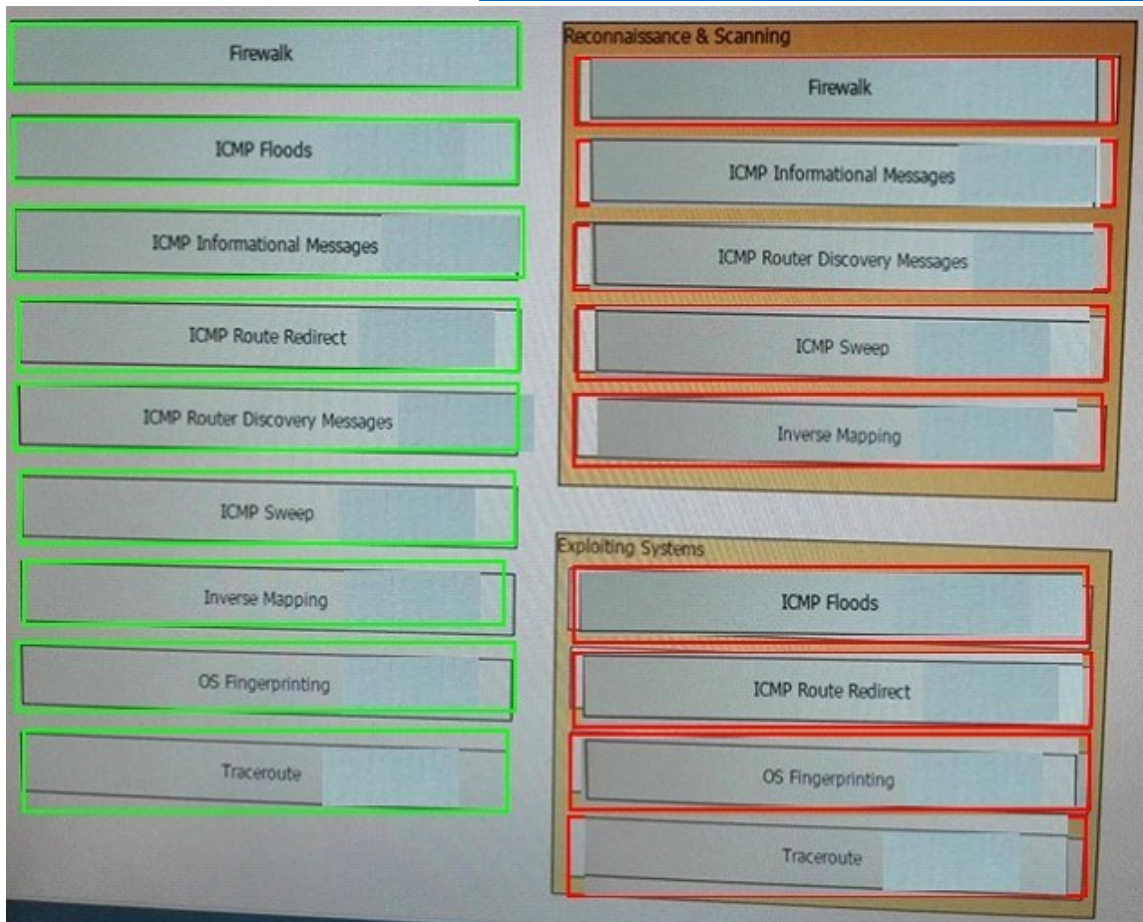 Firewalk
ICMP Floods
ICMP Informational Messages
ICMP Route Redirect
ICMP Router Discovery Messages
ICMP Sweep
Inverse Mapping
OS Fingerprinting
Traceroute
Reconnaissance & Scanning
Firewalk
ICMP Informational Messages
ICMP Router Discovery Messages
ICMP Sweep
Inverse Mapping
Exploiting Systems
ICMP Floods
ICMP Route Redirect
OS Fingerprinting
Traceroute